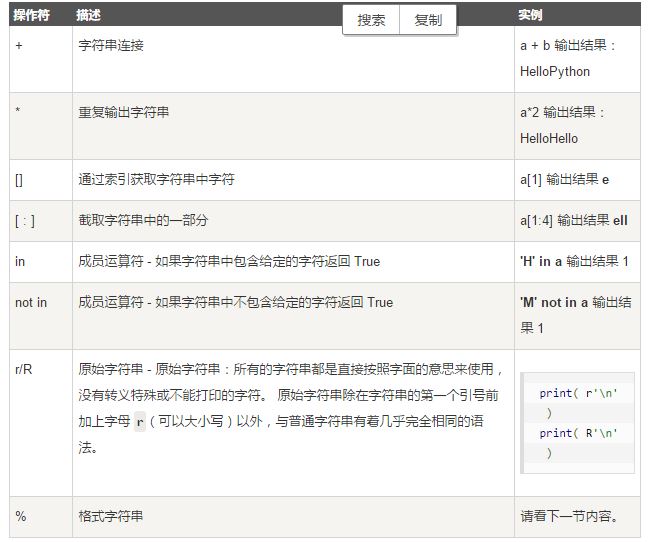 操作符 描述 实例
搜索 复制
+ 字符串连接 a + b 输出结果：
HelloPython
* 重复输出字符串 a*2 输出结果：
HelloHello
[] 通过索引获取字符串中字符 a[1] 输出结果 e
[ : ] 截取字符串中的一部分 a[1:4] 输出结果 ell
in 成员运算符 - 如果字符串中包含给定的字符返回 True 'H' in a 输出结果 1
not in 成员运算符 - 如果字符串中不包含给定的字符返回 True 'M' not in a 输出结
果 1
r/R 原始字符串 - 原始字符串：所有的字符串都是直接按照字面的意思来使用，
没有转义特殊或不能打印的字符。 原始字符串除在字符串的第一个引号前
加上字母 r（可以大小写）以外，与普通字符串有着几乎完全相同的语
法。
print( r'\n'
)
print( R'\n'
)
% 格式字符串 请看下一节内容。